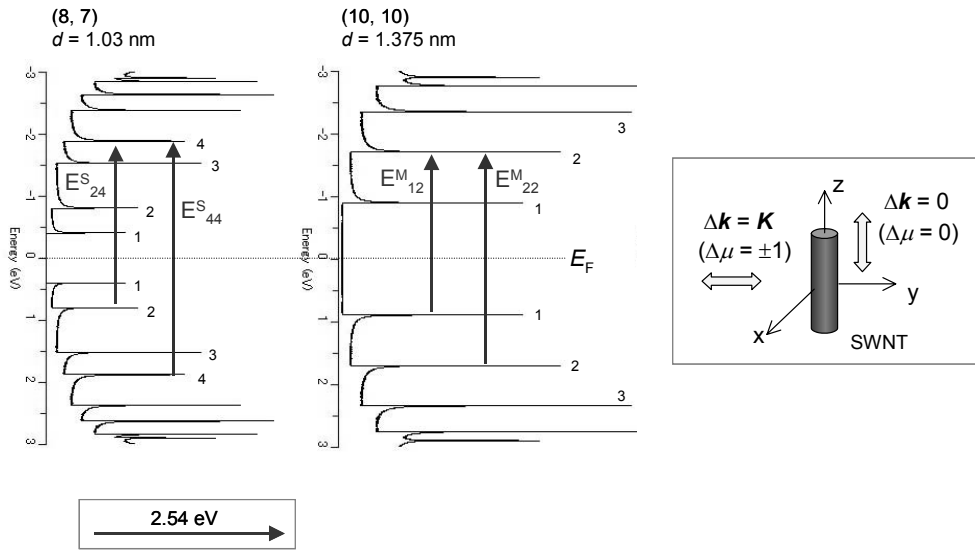 (8, 7)
d = 1.03 nm
(10, 10)
d = 1.375 nm
Energy (eV)
-3
-2
-1
0
1
2
3
4
3
2
1
1
2
3
4
E^S_24
E^S_44
Energy (eV)
-3
-2
-1
0
1
2
3
3
2
1
1
2
3
E^M_12
E^M_22
E_F
Δk = K
(Δμ = ±1)
Δk = 0
(Δμ = 0)
z
y
x
SWNT
2.54 eV